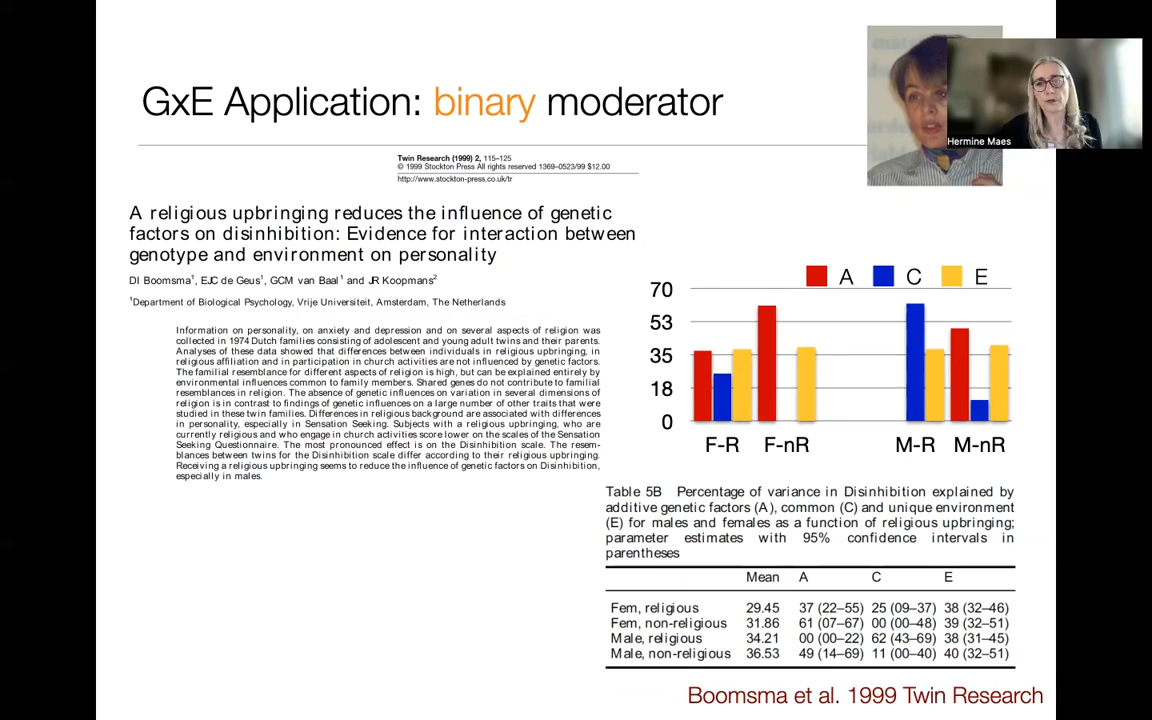 GxE Application: binary moderator
Hermine Maes
Twin Research (1999) 2, 115–125
© 1999 Stockton Press All rights reserved 1369–0523/99 $12.00
http://www.stockton-press.co.uk/tr
A religious upbringing reduces the influence of genetic
factors on disinhibition: Evidence for interaction between
genotype and environment on personality
DI Boomsma¹, EJC de Geus¹, GCM van Baal¹ and JR Koopmans²
¹Department of Biological Psychology, Vrije Universiteit, Amsterdam, The Netherlands
Information on personality, on anxiety and depression and on several aspects of religion was
collected in 1974 Dutch families consisting of adolescent and young adult twins and their parents.
Analyses of these data showed that differences between individuals in religious upbringing, in
religious affiliation and in participation in church activities are not influenced by genetic factors.
The familial resemblance for different aspects of religion is high, but can be explained entirely by
environmental influences common to family members. Shared genes do not contribute to familial
resemblances in religion. The absence of genetic influences on variation in several dimensions of
religion is in contrast to findings of genetic influences on a large number of other traits that were
studied in these twin families. Differences in religious background are associated with differences
in personality, especially in Sensation Seeking. Subjects with a religious upbringing, who are
currently religious and who engage in church activities score lower on the scales of the Sensation
Seeking Questionnaire. The most pronounced effect is on the Disinhibition scale. The resem-
blances between twins for the Disinhibition scale differ according to their religious upbringing.
Receiving a religious upbringing seems to reduce the influence of genetic factors on Disinhibition,
especially in males.
A C E
70
53
35
18
0
F-R F-nR M-R M-nR
Table 5B Percentage of variance in Disinhibition explained by
additive genetic factors (A), common (C) and unique environment
(E) for males and females as a function of religious upbringing;
parameter estimates with 95% confidence intervals in
parentheses
Mean A C E
Fem, religious 29.45 37 (22–55) 25 (09–37) 38 (32–46)
Fem, non-religious 31.86 61 (07–67) 00 (00–48) 39 (32–51)
Male, religious 34.21 00 (00–22) 62 (43–69) 38 (31–45)
Male, non-religious 36.53 49 (14–69) 11 (00–40) 40 (32–51)
Boomsma et al. 1999 Twin Research